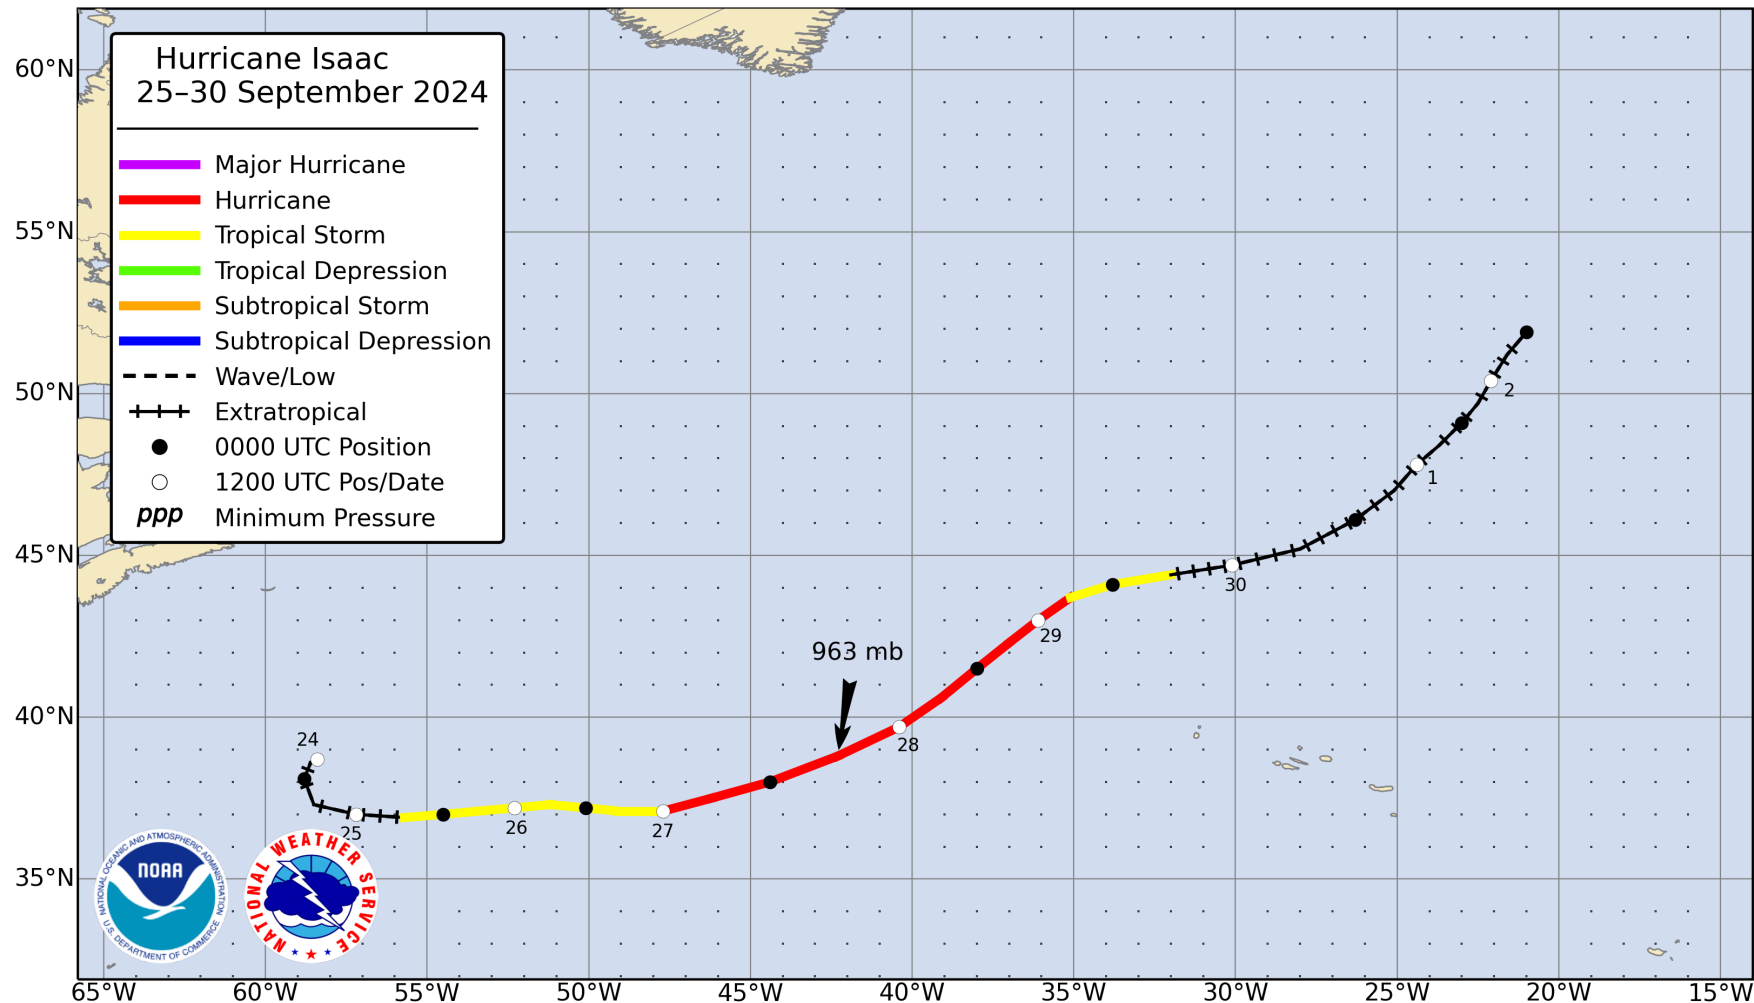 Hurricane Isaac
25–30 September 2024
Major Hurricane
Hurricane
Tropical Storm
Tropical Depression
Subtropical Storm
Subtropical Depression
Wave/Low
Extratropical
0000 UTC Position
1200 UTC Pos/Date
ppp Minimum Pressure
60°N
55°N
50°N
45°N
40°N
35°N
963 mb
24
25
26
27
28
29
30
1
2
NATIONAL OCEANIC AND ATMOSPHERIC ADMINISTRATION
NOAA
U.S. DEPARTMENT OF COMMERCE
NATIONAL WEATHER SERVICE
65°W 60°W 55°W 50°W 45°W 40°W 35°W 30°W 25°W 20°W 15°W